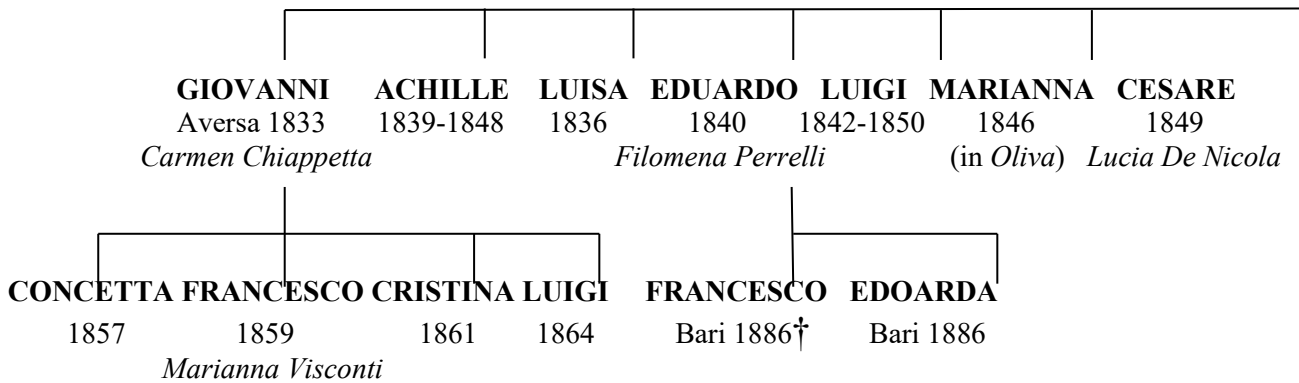 GIOVANNI ACHILLE LUISA EDUARDO LUIGI MARIANNA CESARE
Aversa 1833 1839-1848 1836 1840 1842-1850 1846 1849
Carmen Chiappetta Filomena Perrelli (in Oliva) Lucia De Nicola
CONCETTA FRANCESCO CRISTINA LUIGI FRANCESCO EDOARDA
1857 1859 1861 1864 Bari 1886† Bari 1886
Marianna Visconti